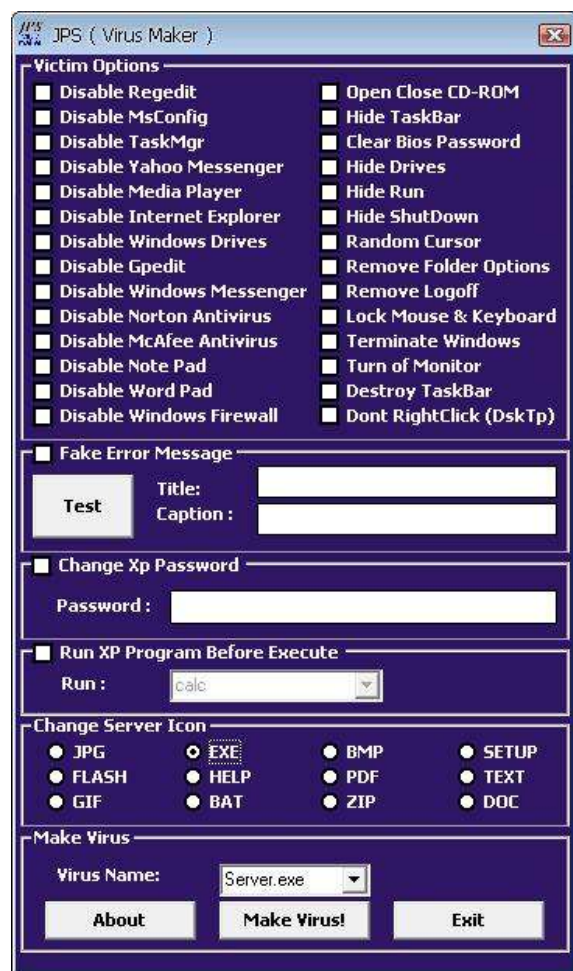 JPS ( Virus Maker )
Victim Options
Disable Regedit
Disable MsConfig
Disable TaskMgr
Disable Yahoo Messenger
Disable Media Player
Disable Internet Explorer
Disable Windows Drives
Disable Gpedit
Disable Windows Messenger
Disable Norton Antivirus
Disable McAfee Antivirus
Disable Note Pad
Disable Word Pad
Disable Windows Firewall
Open Close CD-ROM
Hide TaskBar
Clear Bios Password
Hide Drives
Hide Run
Hide ShutDown
Random Cursor
Remove Folder Options
Remove Logoff
Lock Mouse & Keyboard
Terminate Windows
Turn of Monitor
Destroy TaskBar
Dont RightClick (DskTp)
Fake Error Message
Test
Title:
Caption :
Change Xp Password
Password :
Run XP Program Before Execute
Run : calc
Change Server Icon
JPG EXE BMP SETUP
FLASH HELP PDF TEXT
GIF BAT ZIP DOC
Make Virus
Virus Name: Server.exe
About Make Virus! Exit